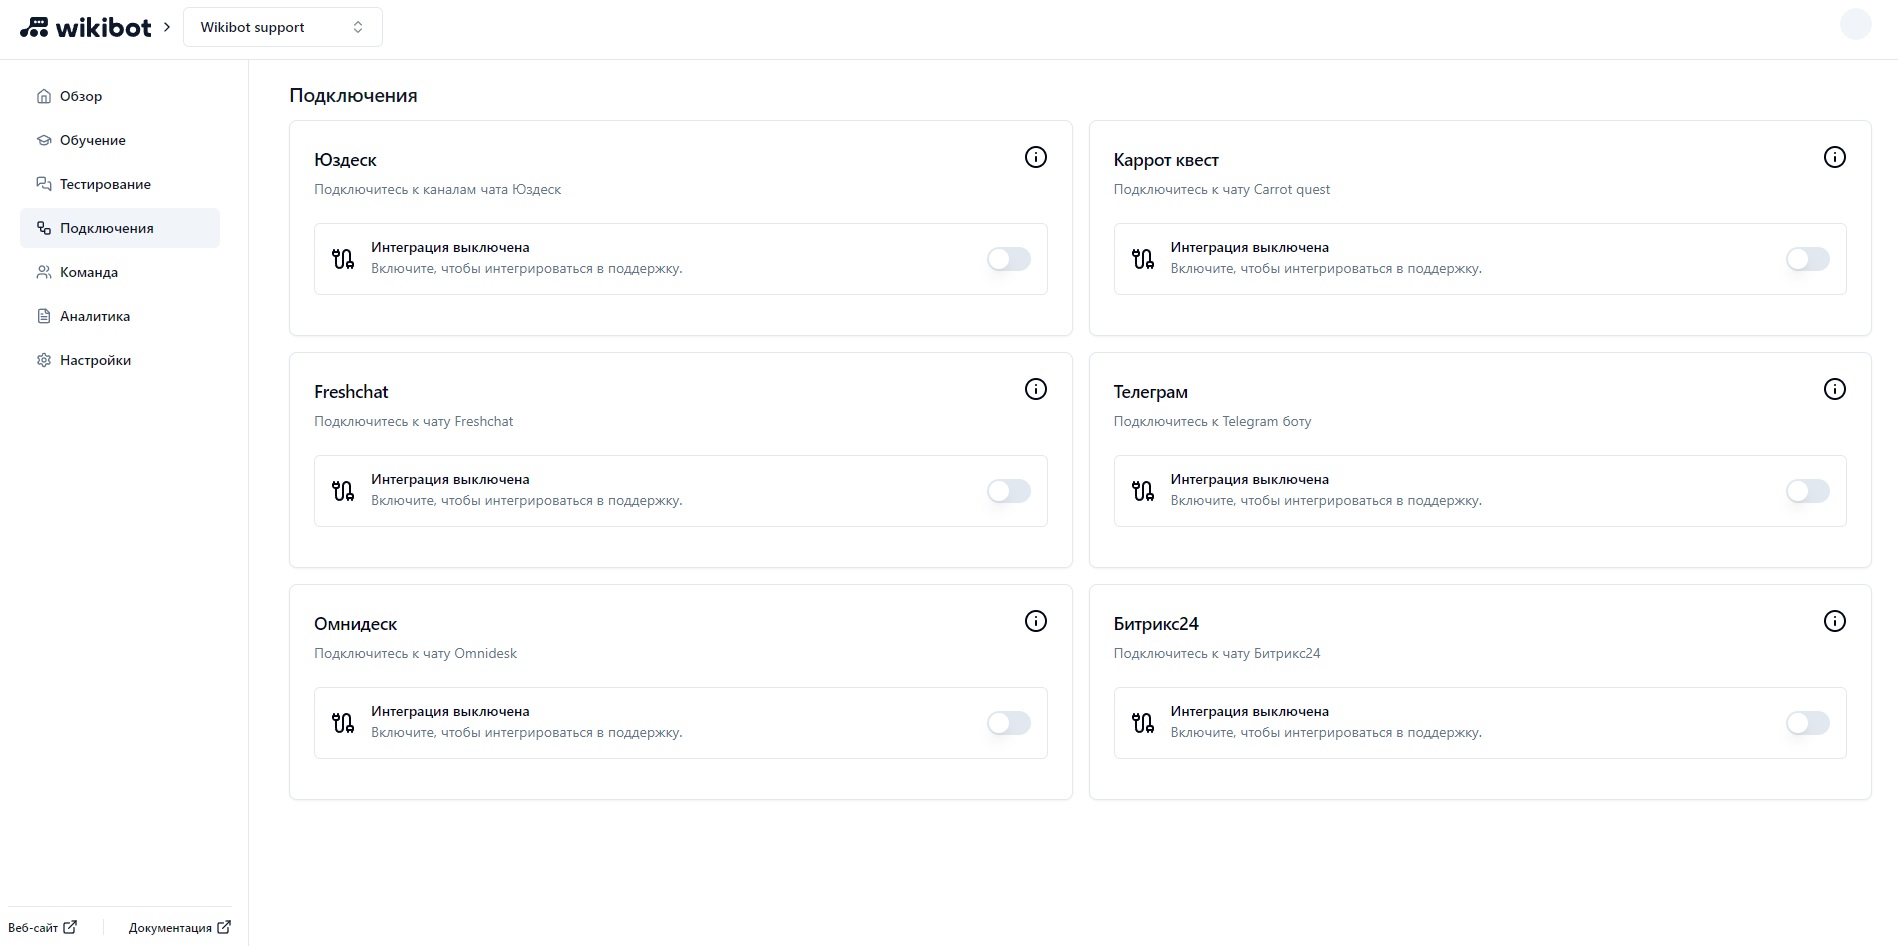 wikibot
Wikibot support
Обзор
Обучение
Тестирование
Подключения
Команда
Аналитика
Настройки
Веб-сайт
Документация
Подключения
Юздеск
Подключитесь к каналам чата Юздеск
Интеграция выключена
Включите, чтобы интегрироваться в поддержку.
Каррот квест
Подключитесь к чату Carrot quest
Интеграция выключена
Включите, чтобы интегрироваться в поддержку.
Freshchat
Подключитесь к чату Freshchat
Интеграция выключена
Включите, чтобы интегрироваться в поддержку.
Телеграм
Подключитесь к Telegram боту
Интеграция выключена
Включите, чтобы интегрироваться в поддержку.
Омнидеск
Подключитесь к чату Omnidesk
Интеграция выключена
Включите, чтобы интегрироваться в поддержку.
Битрикс24
Подключитесь к чату Битрикс24
Интеграция выключена
Включите, чтобы интегрироваться в поддержку.